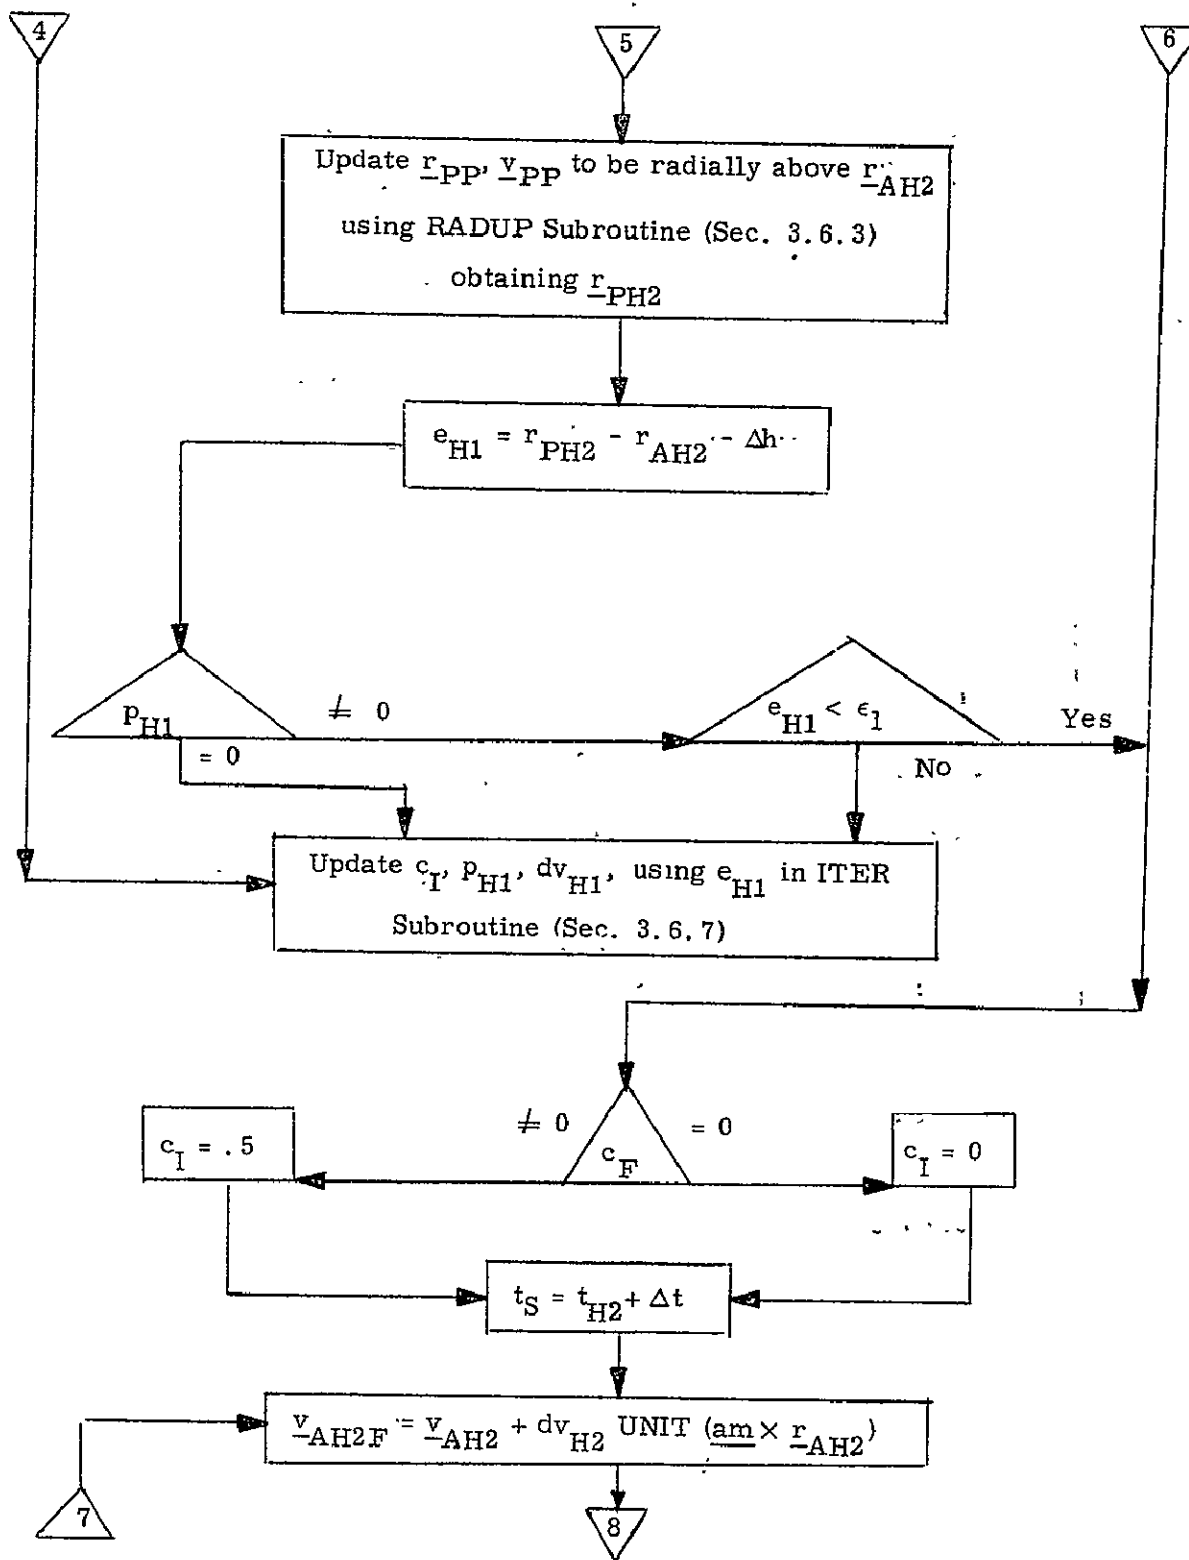 4
5
6
Update r_PP, v_PP to be radially above r_AH2
using RADUP Subroutine (Sec. 3.6.3)
obtaining r_PH2
e_H1 = r_PH2 - r_AH2 - Δh
p_H1
≠ 0
= 0
e_H1 < ϵ_1
Yes
No
Update c_I, p_H1, dv_H1, using e_H1 in ITER
Subroutine (Sec. 3.6.7)
≠ 0
c_F
= 0
c_I = .5
c_I = 0
t_S = t_H2 + Δt
v_AH2F = v_AH2 + dv_H2 UNIT (am × r_AH2)
7
8